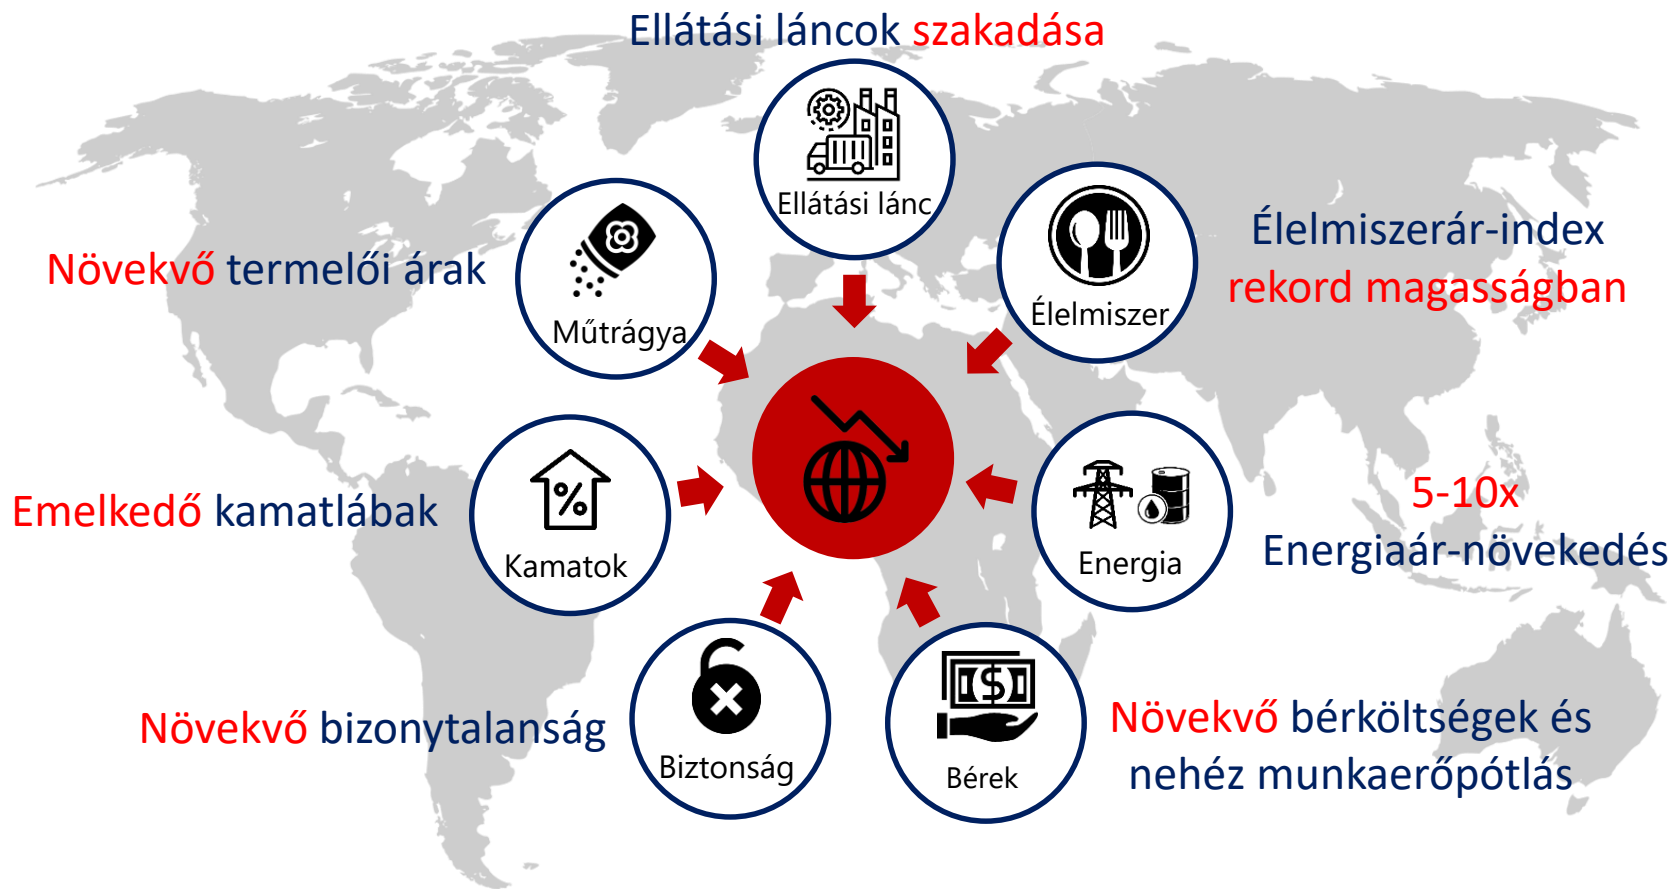 Ellátási láncok szakadása
Ellátási lánc
Élelmiszerár-index
rekord magasságban
Élelmiszer
Növekvő termelői árak
Műtrágya
Emelkedő kamatlábak
Kamatok
5-10x
Energiaár-növekedés
Energia
Növekvő bizonytalanság
Biztonság
Növekvő bérköltségek és
nehéz munkaerőpótlás
Bérek